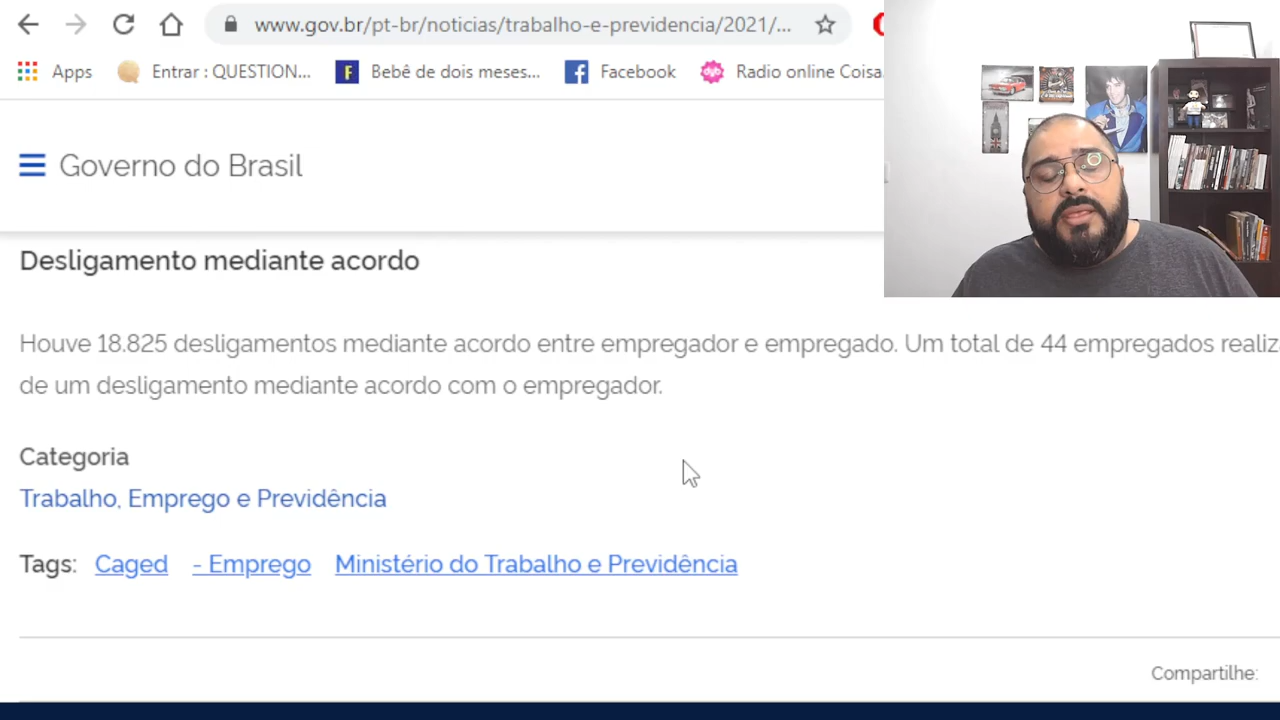 www.gov.br/pt-br/noticias/trabalho-e-previdencia/2021/...
Apps Entrar : QUESTION... F Bebê de dois meses... Facebook Radio online Coisa
Governo do Brasil
Desligamento mediante acordo
Houve 18.825 desligamentos mediante acordo entre empregador e empregado. Um total de 44 empregados realiz
de um desligamento mediante acordo com o empregador.
Categoria
Trabalho, Emprego e Previdência
Tags: Caged - Emprego Ministério do Trabalho e Previdência
Compartilhe: